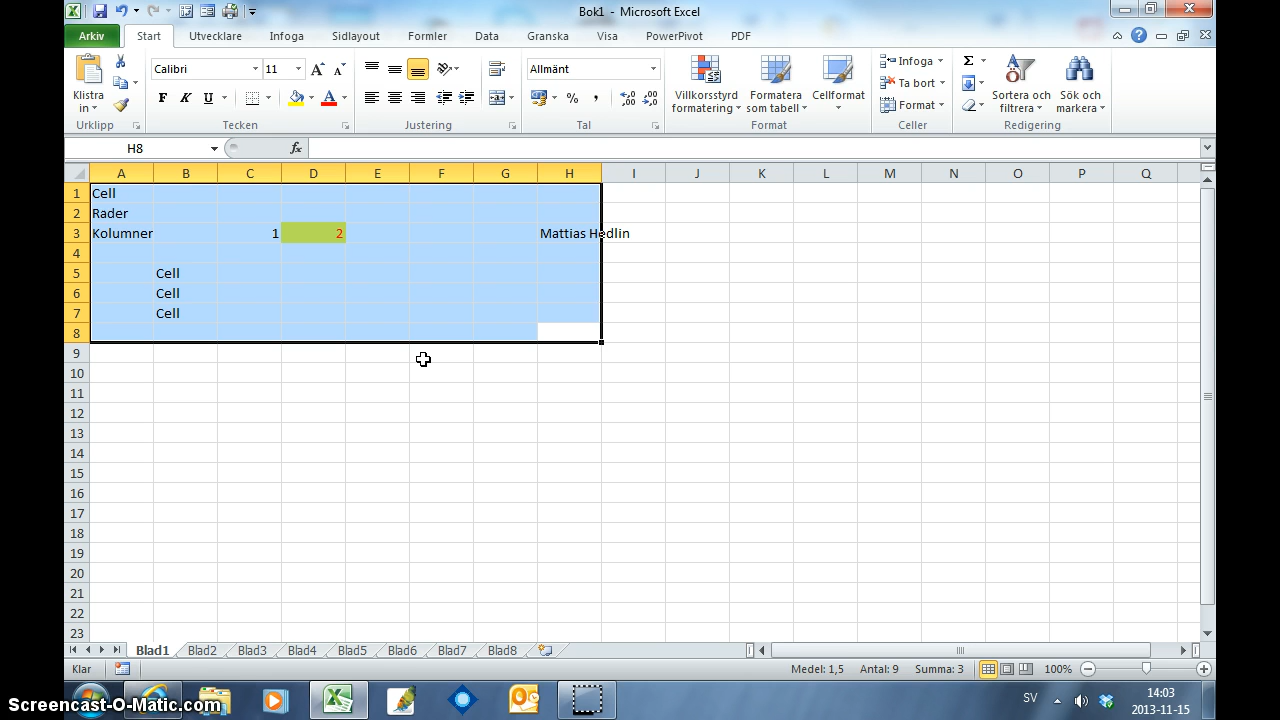 Bok1 - Microsoft Excel
Arkiv Start Utvecklare Infoga Sidlayout Formler Data Granska Visa PowerPivot PDF
Klistra in
Urklipp
Calibri 11
F K U A
Tecken
Justering
Allmänt
% ,
Tal
Villkorsstyrd formatering
Formatera som tabell
Cellformat
Format
Infoga
Ta bort
Format
Celler
Σ
Sortera och filtrera
Sök och markera
Redigering
H8 fx
A B C D E F G H I J K L M N O P Q
1 Cell
2 Rader
3 Kolumner 1 2 Mattias Hedlin
4
5 Cell
6 Cell
7 Cell
8
9
10
11
12
13
14
15
16
17
18
19
20
21
22
23
Blad1 Blad2 Blad3 Blad4 Blad5 Blad6 Blad7 Blad8
Klar Medel: 1,5 Antal: 9 Summa: 3 100%
Screencast-O-Matic.com
SV 14:03
2013-11-15